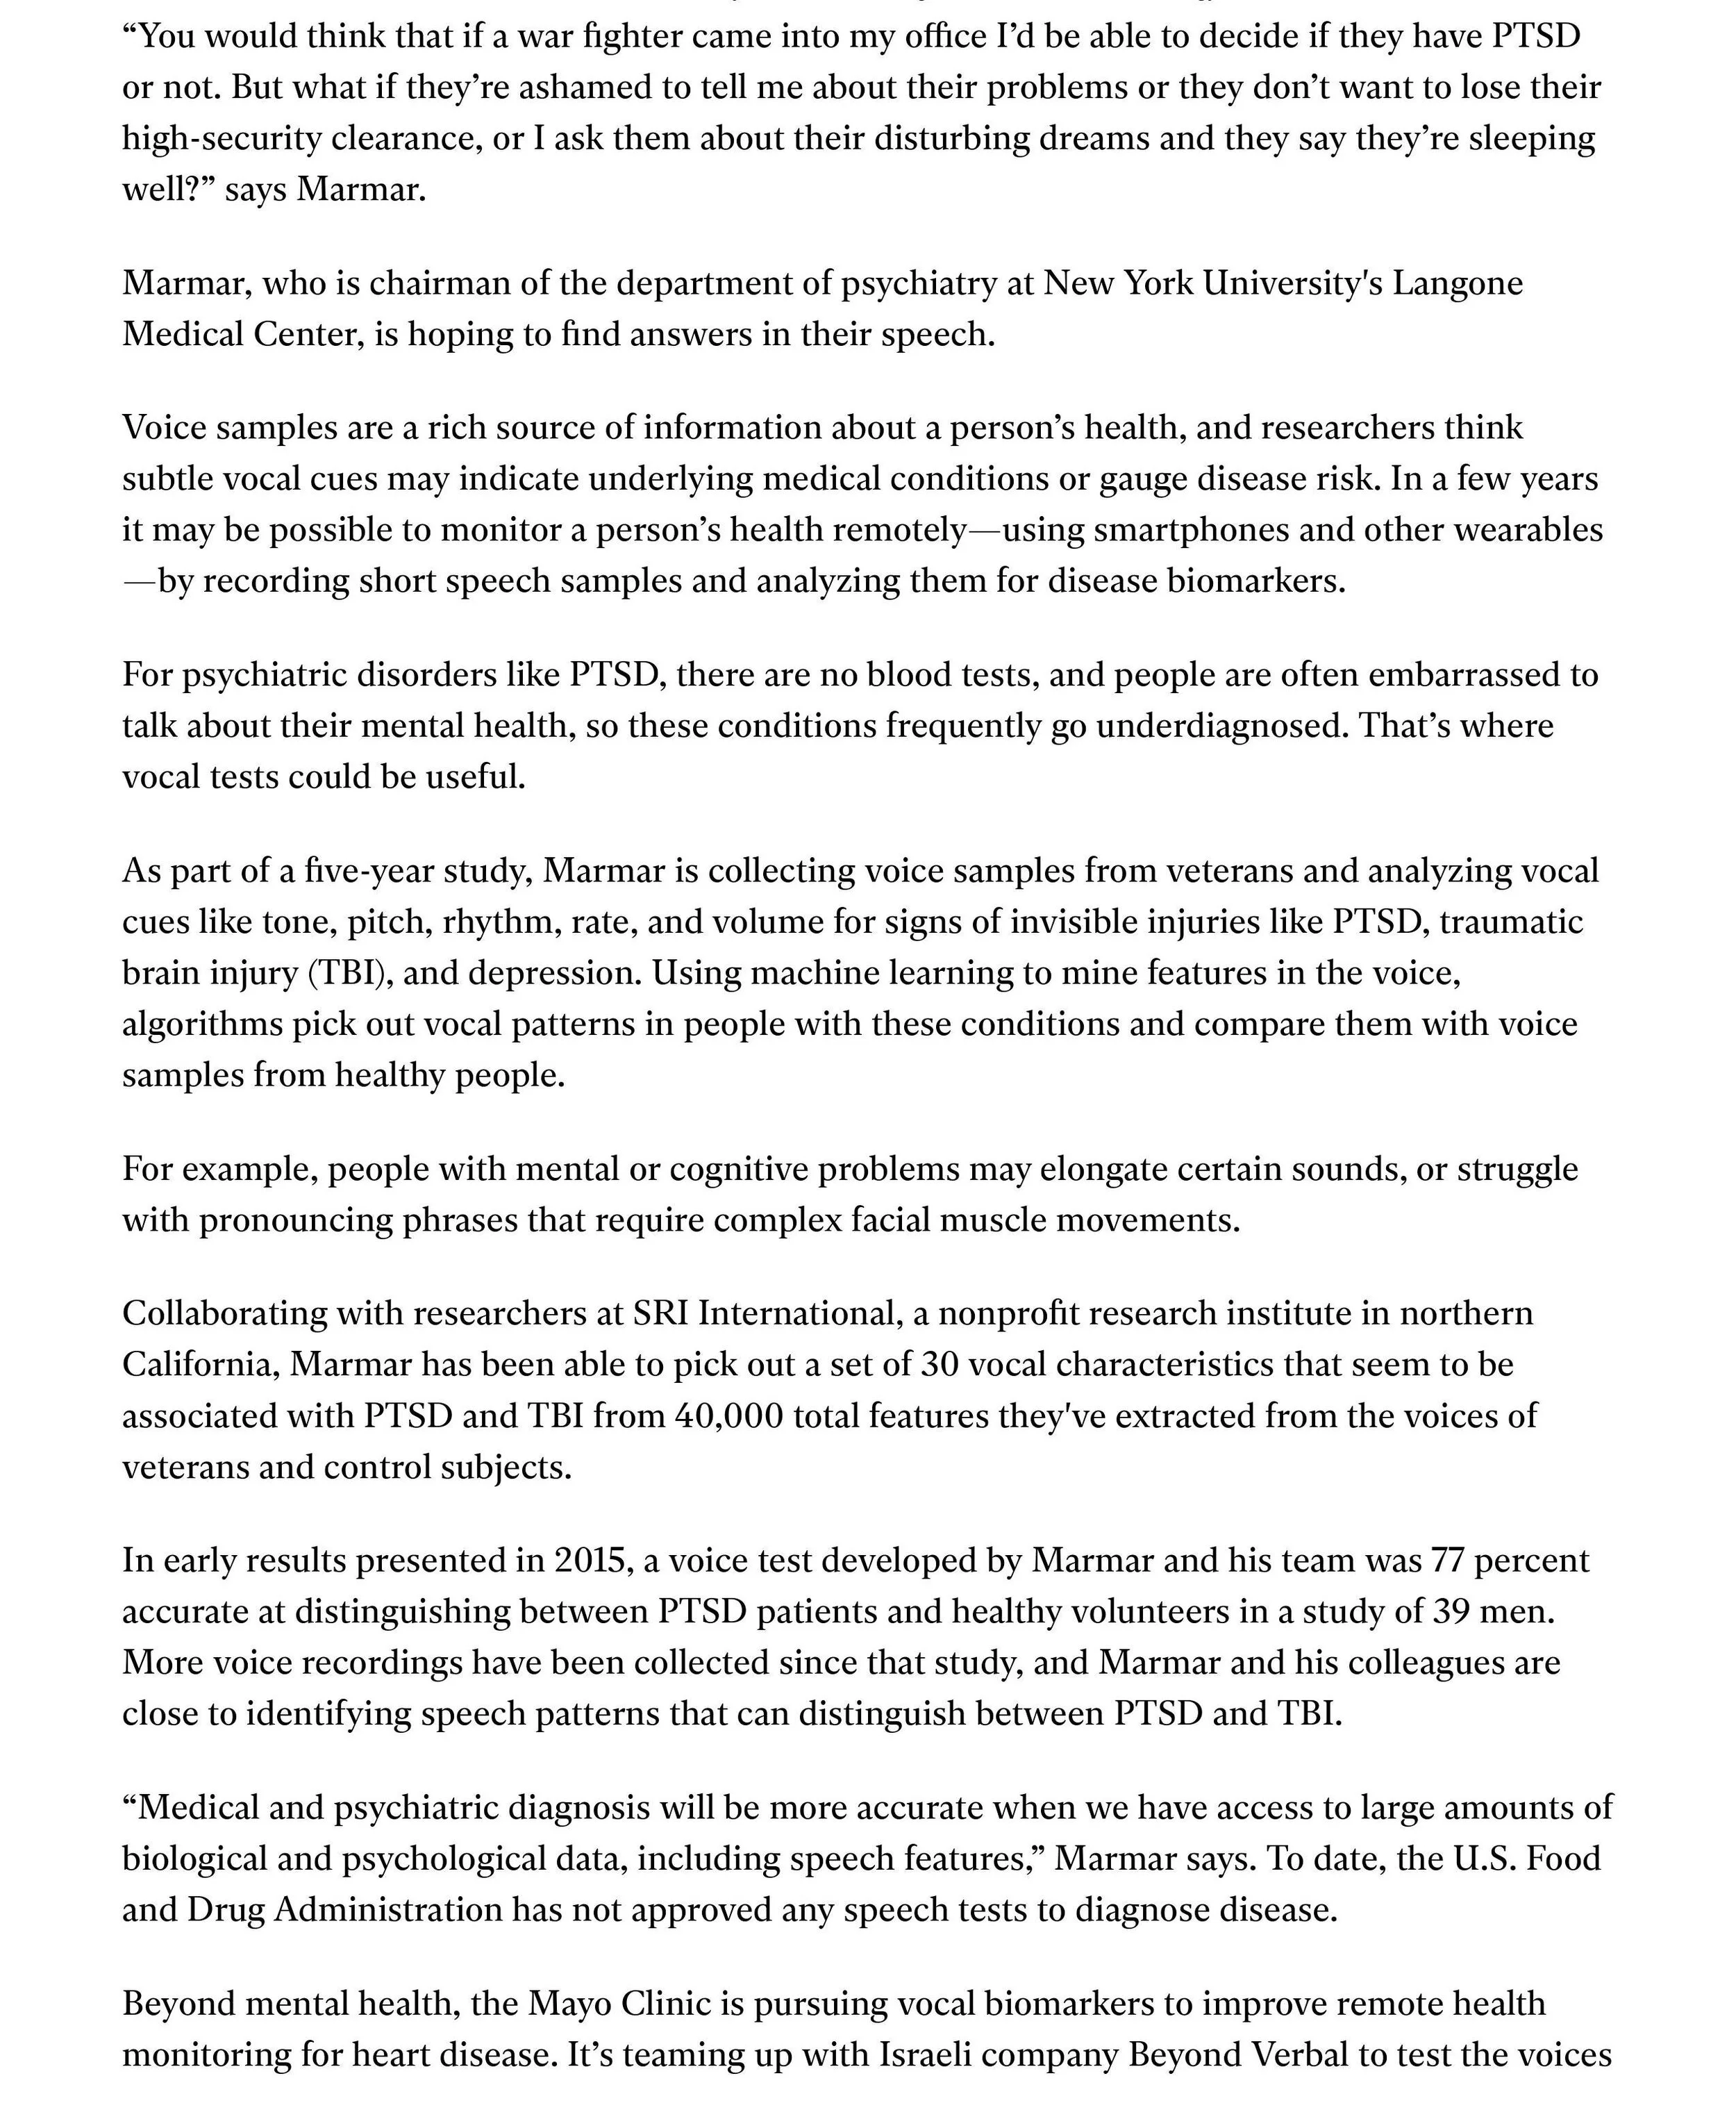 “You would think that if a war fighter came into my office I’d be able to decide if they have PTSD
or not. But what if they’re ashamed to tell me about their problems or they don’t want to lose their
high-security clearance, or I ask them about their disturbing dreams and they say they’re sleeping
well?” says Marmar.
Marmar, who is chairman of the department of psychiatry at New York University's Langone
Medical Center, is hoping to find answers in their speech.
Voice samples are a rich source of information about a person’s health, and researchers think
subtle vocal cues may indicate underlying medical conditions or gauge disease risk. In a few years
it may be possible to monitor a person’s health remotely—using smartphones and other wearables
—by recording short speech samples and analyzing them for disease biomarkers.
For psychiatric disorders like PTSD, there are no blood tests, and people are often embarrassed to
talk about their mental health, so these conditions frequently go underdiagnosed. That’s where
vocal tests could be useful.
As part of a five-year study, Marmar is collecting voice samples from veterans and analyzing vocal
cues like tone, pitch, rhythm, rate, and volume for signs of invisible injuries like PTSD, traumatic
brain injury (TBI), and depression. Using machine learning to mine features in the voice,
algorithms pick out vocal patterns in people with these conditions and compare them with voice
samples from healthy people.
For example, people with mental or cognitive problems may elongate certain sounds, or struggle
with pronouncing phrases that require complex facial muscle movements.
Collaborating with researchers at SRI International, a nonprofit research institute in northern
California, Marmar has been able to pick out a set of 30 vocal characteristics that seem to be
associated with PTSD and TBI from 40,000 total features they've extracted from the voices of
veterans and control subjects.
In early results presented in 2015, a voice test developed by Marmar and his team was 77 percent
accurate at distinguishing between PTSD patients and healthy volunteers in a study of 39 men.
More voice recordings have been collected since that study, and Marmar and his colleagues are
close to identifying speech patterns that can distinguish between PTSD and TBI.
“Medical and psychiatric diagnosis will be more accurate when we have access to large amounts of
biological and psychological data, including speech features,” Marmar says. To date, the U.S. Food
and Drug Administration has not approved any speech tests to diagnose disease.
Beyond mental health, the Mayo Clinic is pursuing vocal biomarkers to improve remote health
monitoring for heart disease. It’s teaming up with Israeli company Beyond Verbal to test the voices